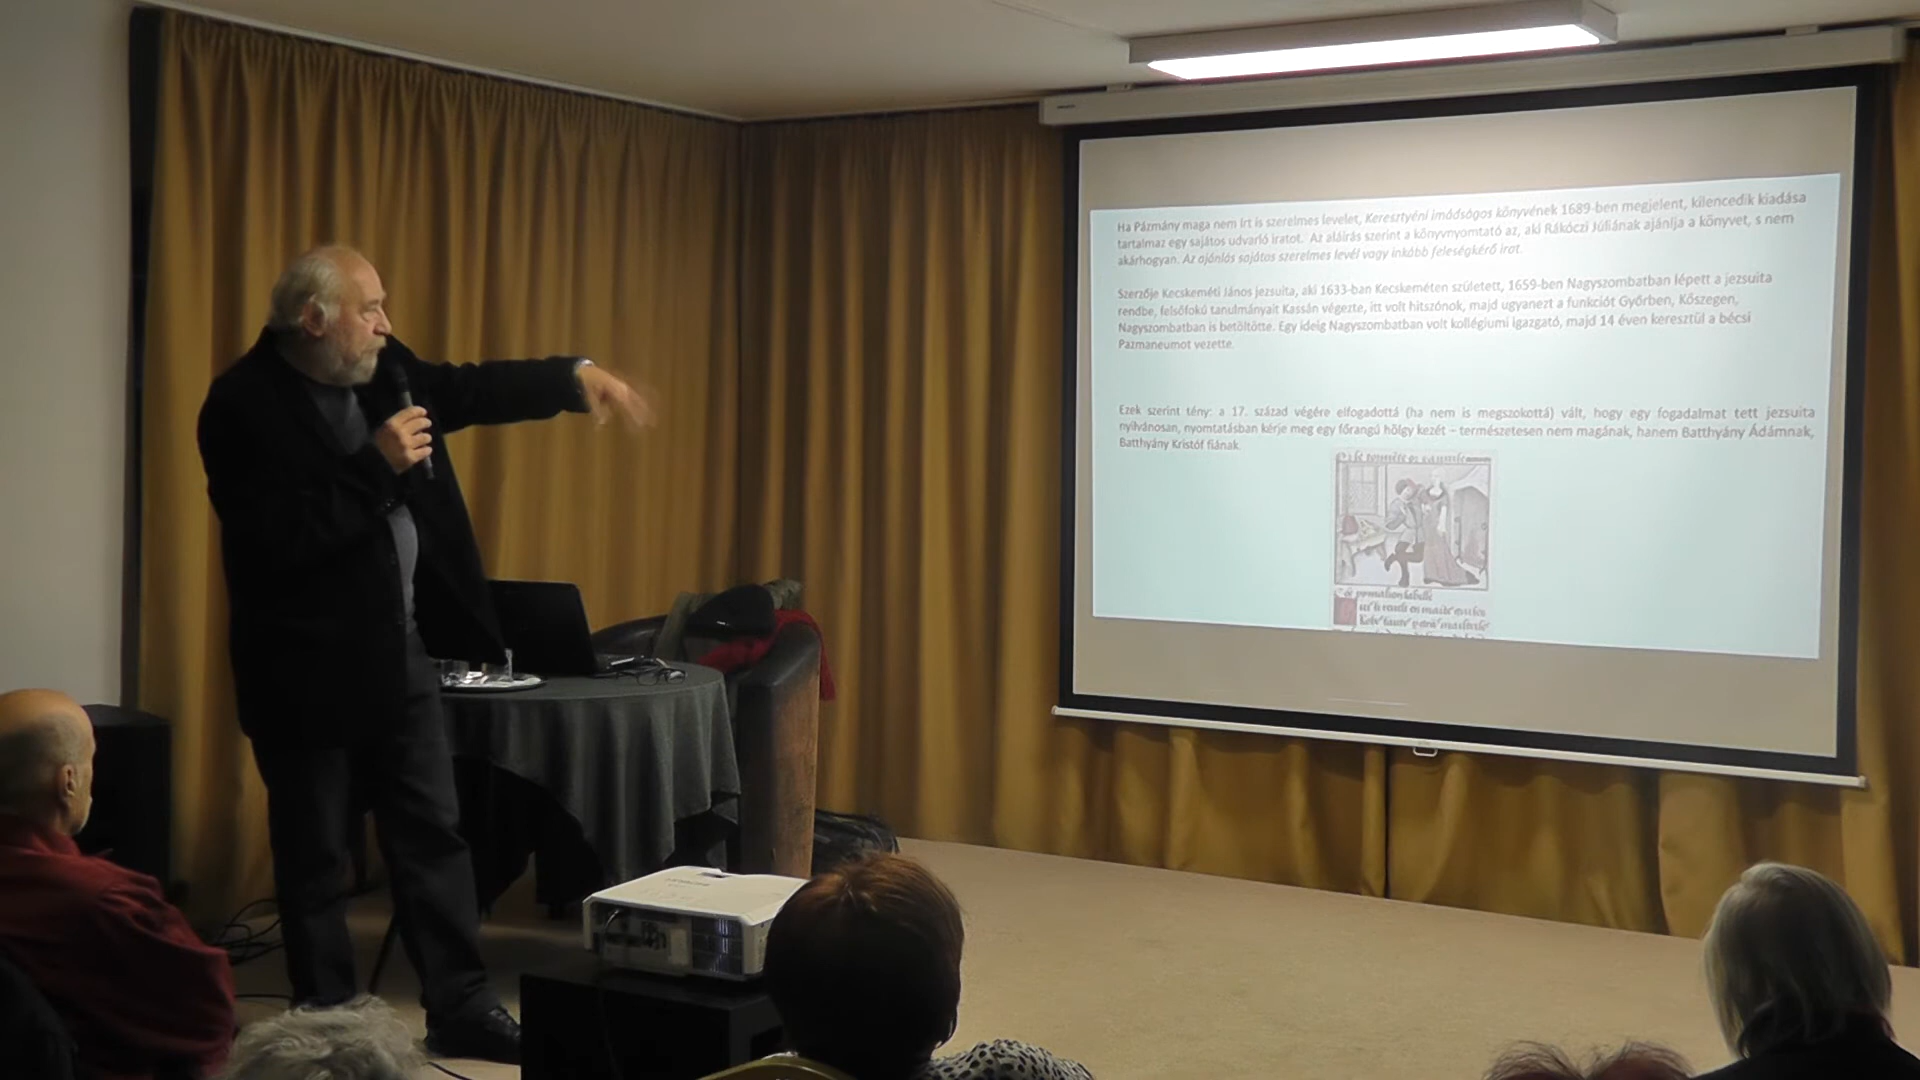 Ha Pázmány maga nem írt is szerelmes levelet, Keresztyéni imádságos könyvének 1689-ben megjelent, kilencedik kiadása
tartalmaz egy sajátos udvarló iratot. Az aláírás szerint a könyvnyomtató az, aki Rákóczi Júliának ajánlja a könyvet, s nem
akárhogyan. Az ajánlás sajátos szerelmes levél vagy inkább feleségkérő irat.
Szerzője Kecskeméti János jezsuita, aki 1633-ban Kecskeméten született, 1659-ben Nagyszombatban lépett a jezsuita
rendbe, felsőfokú tanulmányait Kassán végezte, itt volt hitszónok, majd ugyanezt a funkciót Győrben, Kőszegen,
Nagyszombatban is betöltötte. Egy ideig Nagyszombatban volt kollégiumi igazgató, majd 14 éven keresztül a bécsi
Pazmaneumot vezette.
Ezek szerint tény: a 17. század végére elfogadottá (ha nem is megszokottá) vált, hogy egy fogadalmat tett jezsuita
nyilvánosan, nyomtatásban kérje meg egy főrangú hölgy kezét – természetesen nem magának, hanem Batthyány Ádámnak,
Batthyány Kristóf fiának.